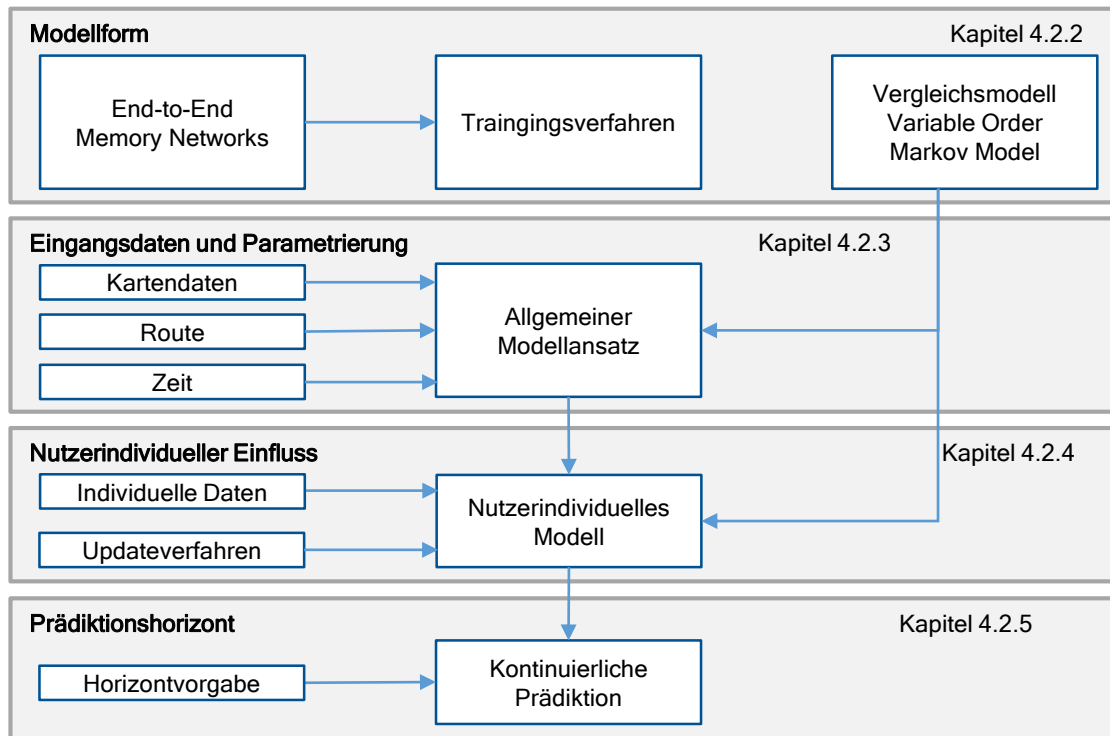 Modellform
Kapitel 4.2.2
End-to-End
Memory Networks
Traingingsverfahren
Vergleichsmodell
Variable Order
Markov Model
Eingangsdaten und Parametrierung
Kapitel 4.2.3
Kartendaten
Route
Zeit
Allgemeiner
Modellansatz
Nutzerindividueller Einfluss
Kapitel 4.2.4
Individuelle Daten
Updateverfahren
Nutzerindividuelles
Modell
Prädiktionshorizont
Kapitel 4.2.5
Horizontvorgabe
Kontinuierliche
Prädiktion